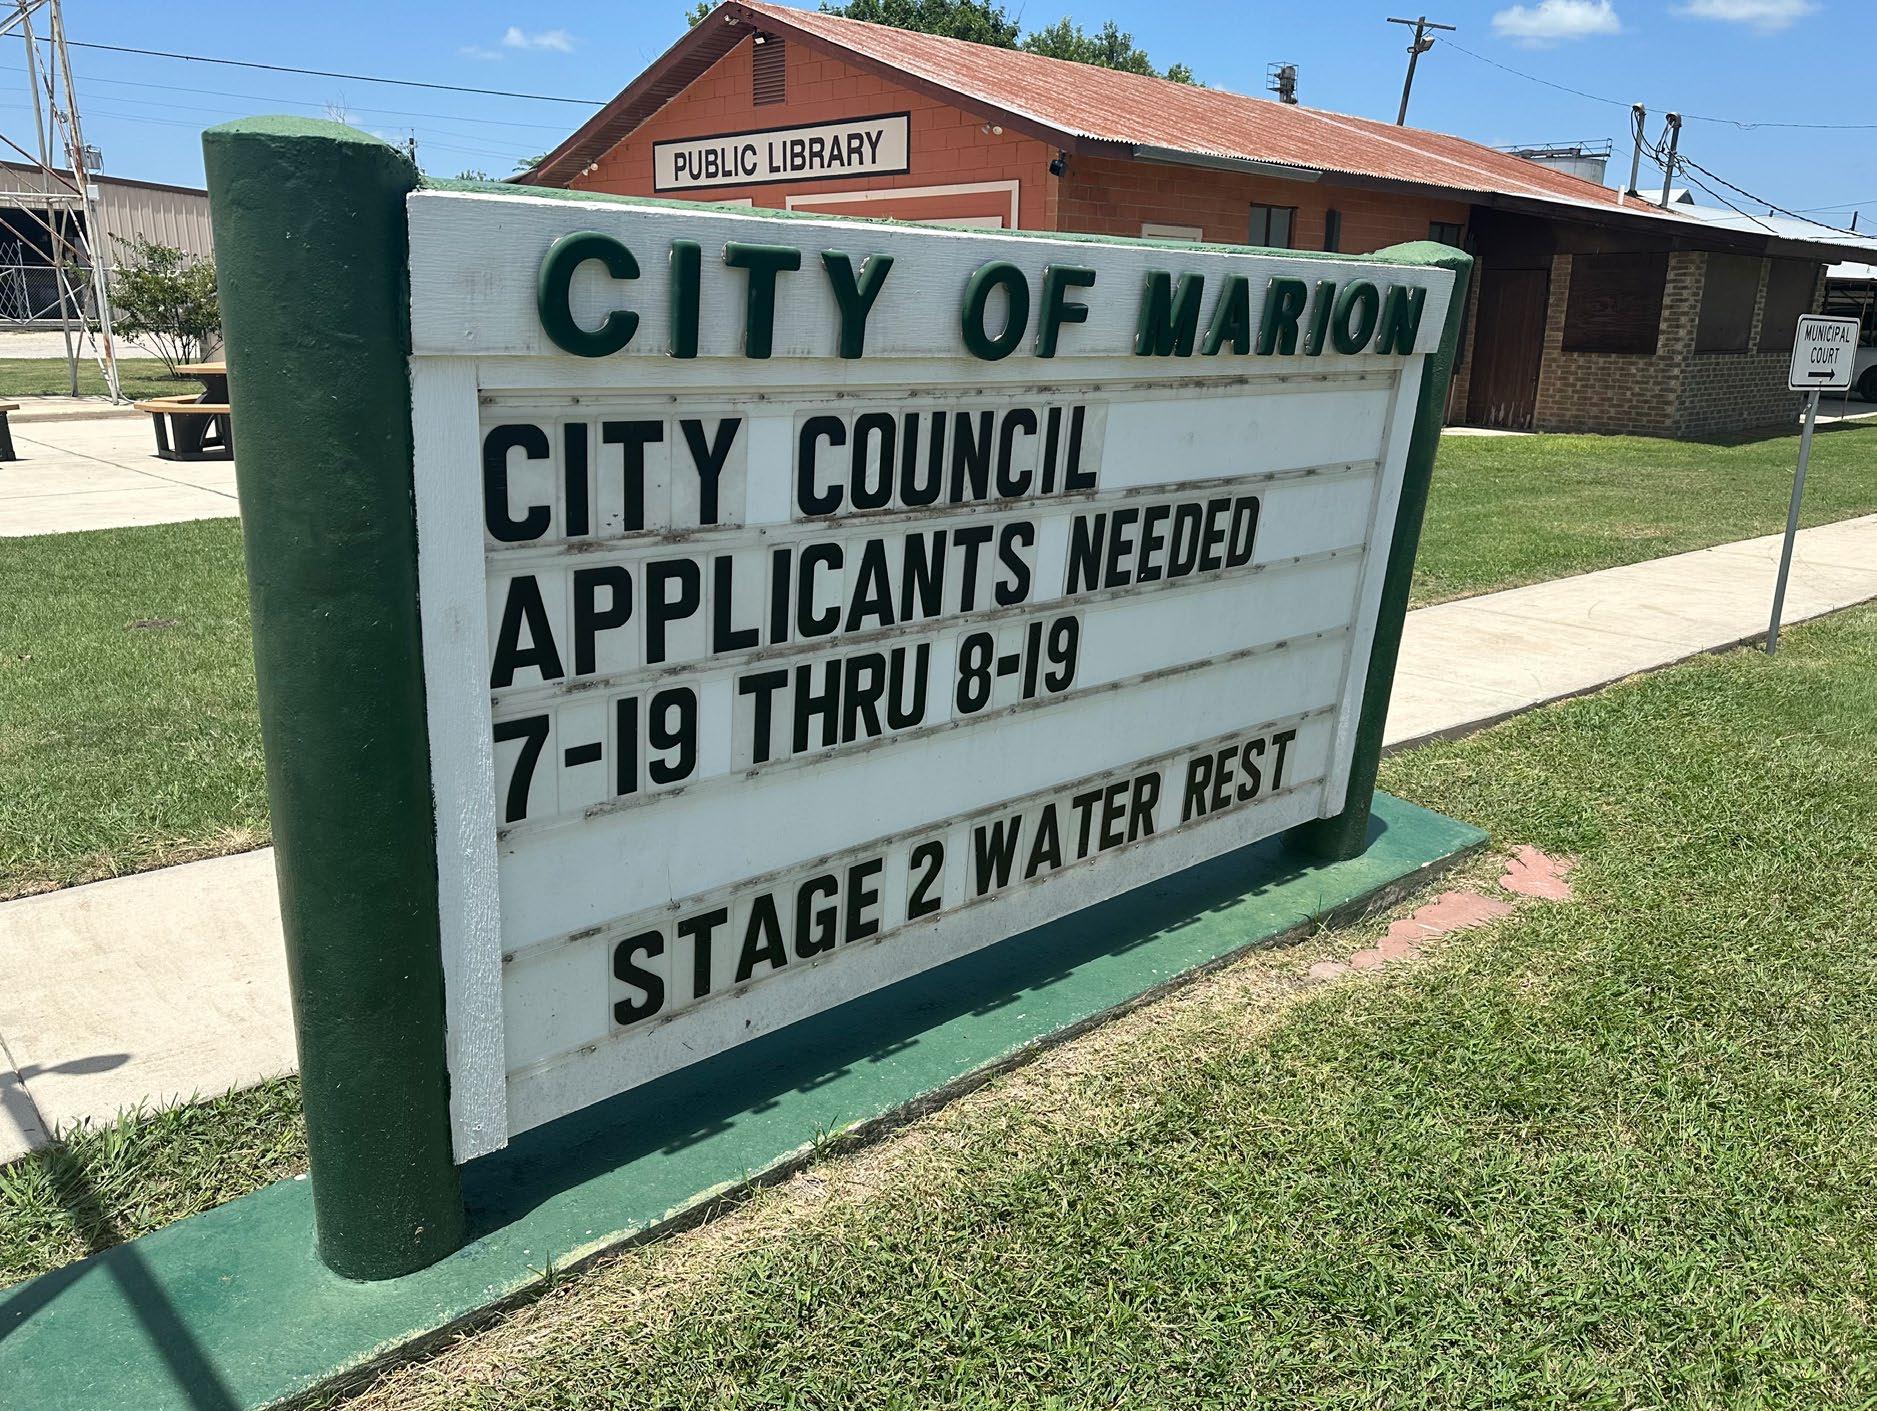 PUBLIC LIBRARY
CITY OF MARION
MUNICIPAL
COURT
CITY COUNCIL
APPLICANTS NEEDED
7-19 THRU 8-19
STAGE 2 WATER REST